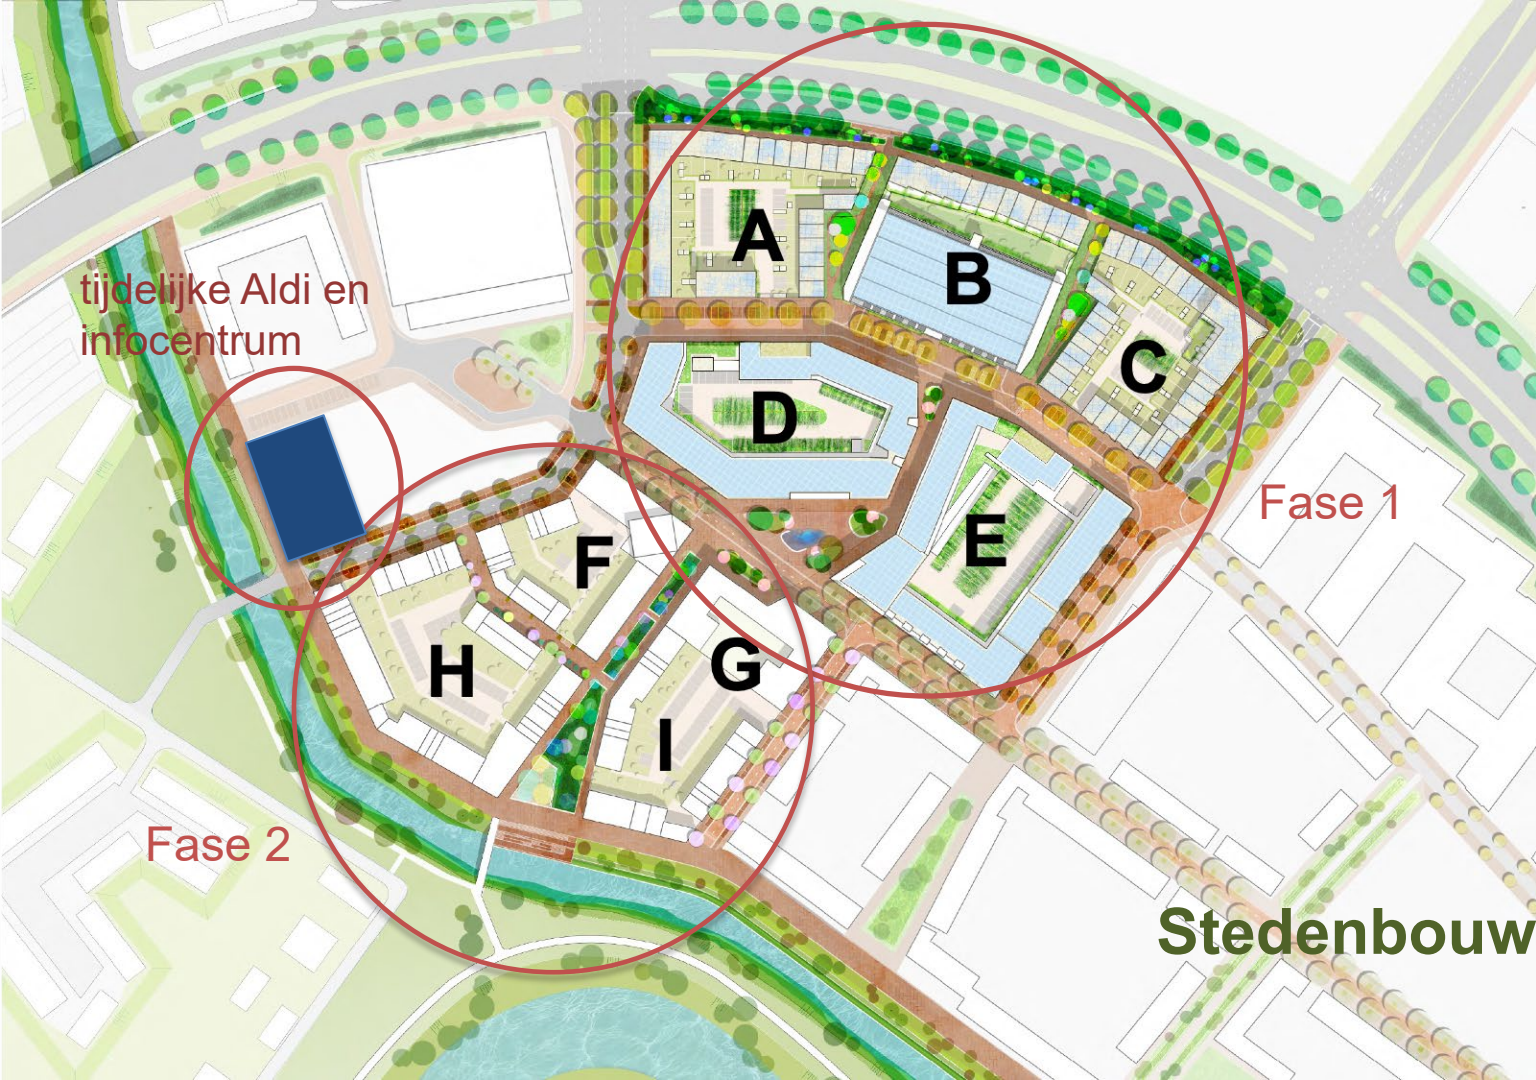 A
B
tijdelijke Aldi en
infocentrum
C
D
Fase 1
E
F
G
H
I
Fase 2
Stedenbouw